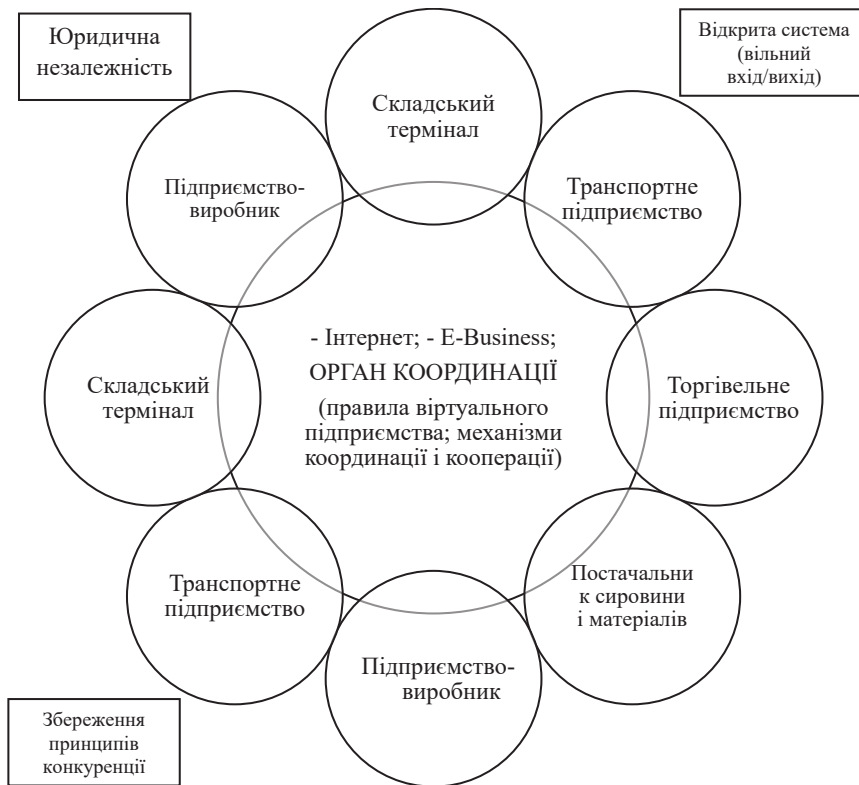 Юридична
незалежність
Відкрита система
(вільний
вхід/вихід)
Складський
термінал
Підприємство-
виробник
Транспортне
підприємство
- Інтернет; - E-Business;
ОРГАН КООРДИНАЦІЇ
(правила віртуального
підприємства; механізми
координації і кооперації)
Складський
термінал
Торгівельне
підприємство
Транспортне
підприємство
Постачальни
к сировини
і матеріалів
Підприємство-
виробник
Збереження
принципів
конкуренції